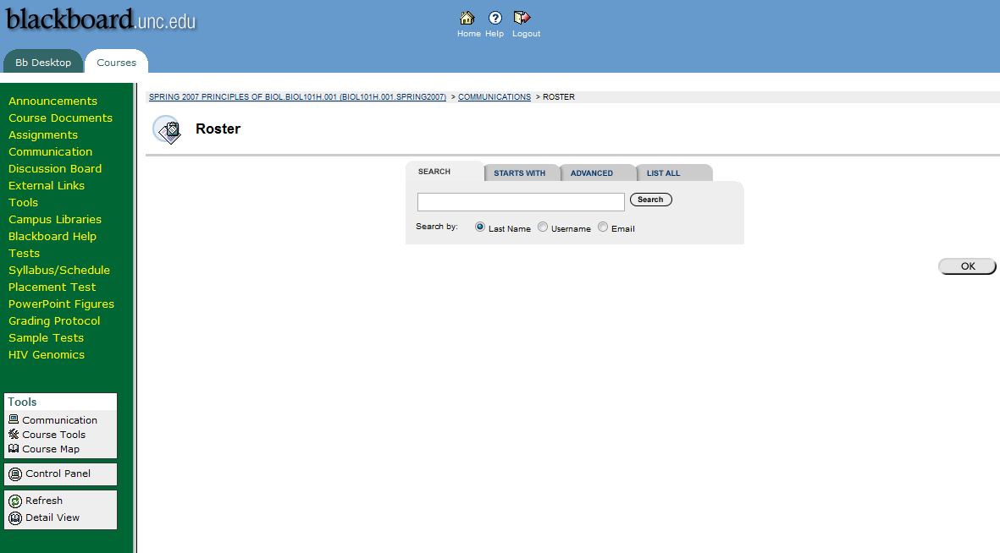 blackboard.unc.edu
Home Help Logout
Bb Desktop Courses
Announcements
Course Documents
Assignments
Communication
Discussion Board
External Links
Tools
Campus Libraries
Blackboard Help
Tests
Syllabus/Schedule
Placement Test
PowerPoint Figures
Grading Protocol
Sample Tests
HIV Genomics
Tools
Communication
Course Tools
Course Map
Control Panel
Refresh
Detail View
SPRING 2007 PRINCIPLES OF BIOL.BIOL101H.001 (BIOL101H.001.SPRING2007) > COMMUNICATIONS > ROSTER
Roster
SEARCH STARTS WITH ADVANCED LIST ALL
Search
Search by: Last Name Username Email
OK